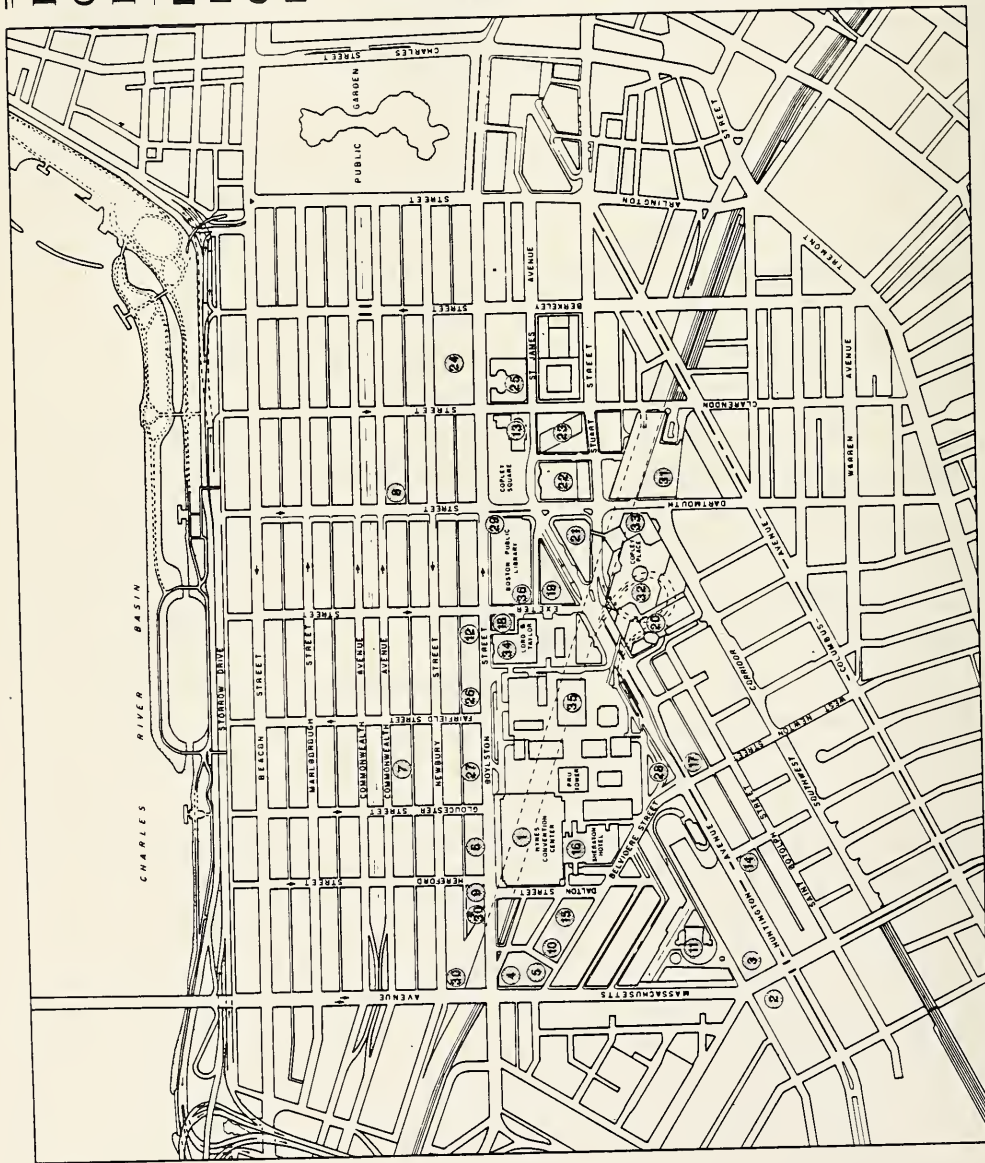 CHARLES STREET
PUBLIC GARDEN
STREET
ARLINGTON
STREET
TREMONT
CHARLES RIVER BASIN
STORROW DRIVE
STREET
AVENUE
BERKELEY
ST JAMES
STREET
24
25
STREET
CLARENDON
AVENUE
WARREN
13
23
STUART
COPLEY SQUARE
22
31
8
STREET
DARTMOUTH
29
BOSTON PUBLIC LIBRARY
36
19
21
33
COPLEY PLACE
32
20
AVENUE
COLUMBUS
STREET
EXETER
18
34
LORD & TAYLOR
12
26
STREET
STREET
AVENUE
AVENUE
STREET
STREET
BEACON
MARLBOROUGH
COMMONWEALTH
COMMONWEALTH
NEWBURY
BOYLSTON
FAIRFIELD STREET
7
27
35
PRU TOWER
28
17
CORRIDOR
SOUTHWEST
WEST NEWTON
STREET
GLOUCESTER STREET
6
1
HYNES CONVENTION CENTER
16
SHERATON HOTEL
BELVIDERE STREET
AVENUE
HUNTINGTON
STREET
SAINT BOTOLPH
14
HEREFORD STREET
9
30
DALTON STREET
15
10
11
30
4
5
3
2
MASSACHUSETTS AVENUE